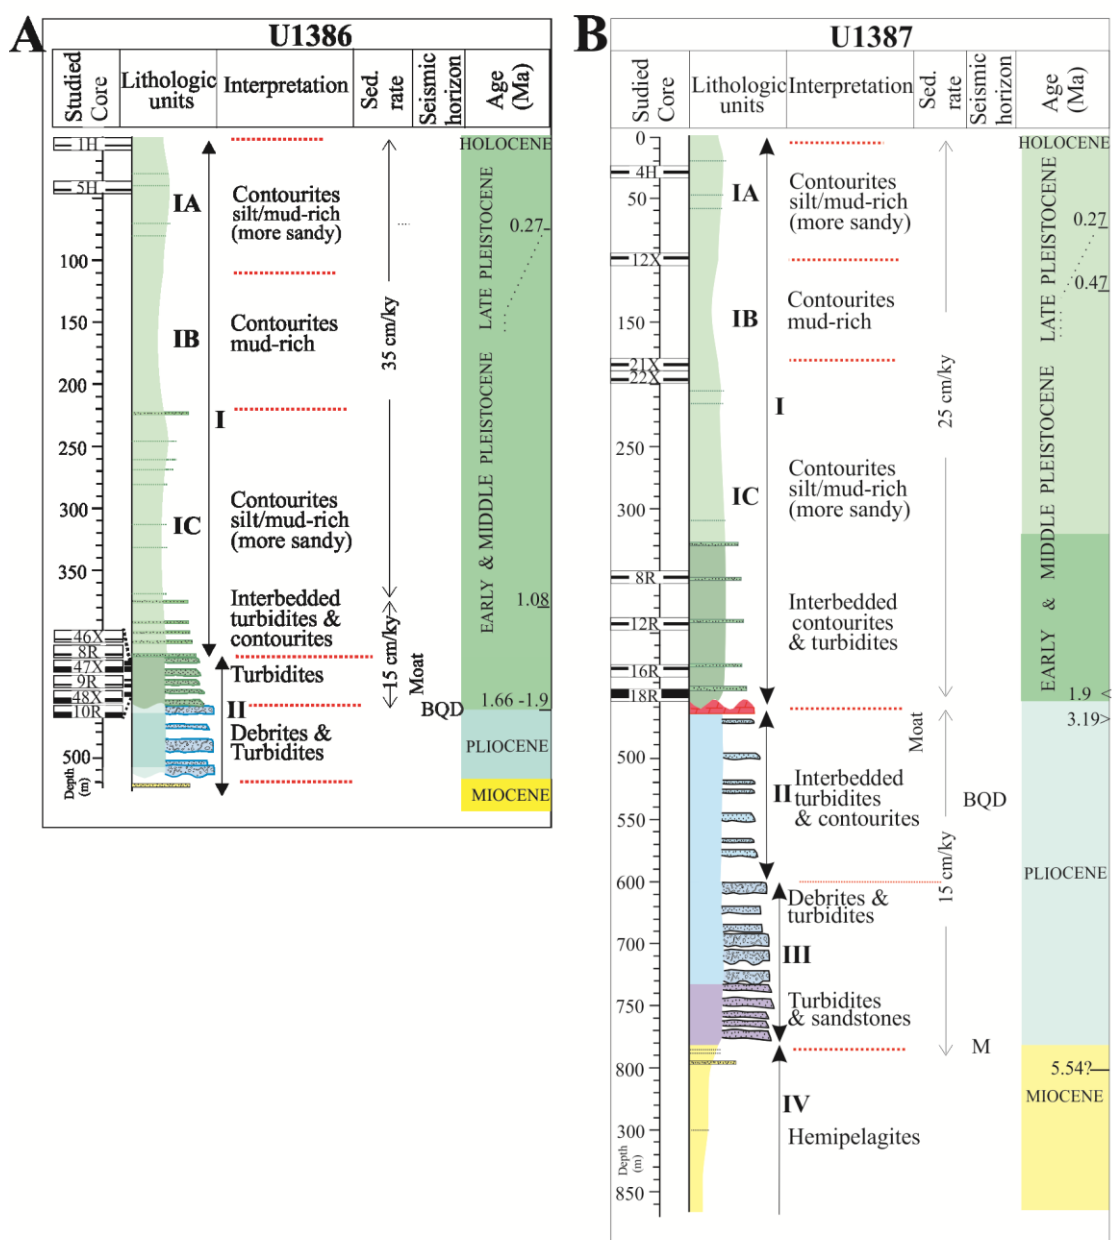 A
U1386
Studied
Core
Lithologic
units
Interpretation
Sed.
rate
Seismic
horizon
Age
(Ma)
1H
5H
100
150
200
250
300
350
46X
8R
47X
9R
48X
10R
500
Depth
(m)
IA
IB
IC
I
II
Contourites
silt/mud-rich
(more sandy)
Contourites
mud-rich
Contourites
silt/mud-rich
(more sandy)
Interbedded
turbidites &
contourites
Turbidites
Debrites &
Turbidites
35 cm/ky
15 cm/ky
Moat
BQD
HOLOCENE
LATE PLEISTOCENE
0.27
EARLY & MIDDLE PLEISTOCENE
1.08
1.66 -1.9
PLIOCENE
MIOCENE
B
U1387
Studied
Core
Lithologic
units
Interpretation
Sed.
rate
Seismic
horizon
Age
(Ma)
0
4H
50
12X
150
21X
22X
300
8R
12R
16R
18R
500
550
600
700
750
800
300
Depth
(m)
850
IA
IB
I
IC
II
III
IV
Contourites
silt/mud-rich
(more sandy)
Contourites
mud-rich
Contourites
silt/mud-rich
(more sandy)
Interbedded
contourites
& turbidites
Interbedded
turbidites
& contourites
Debrites &
turbidites
Turbidites
& sandstones
Hemipelagites
25 cm/ky
15 cm/ky
Moat
BQD
M
HOLOCENE
LATE PLEISTOCENE
0.27
0.47
EARLY & MIDDLE PLEISTOCENE
1.9 <
3.19>
PLIOCENE
5.54?
MIOCENE